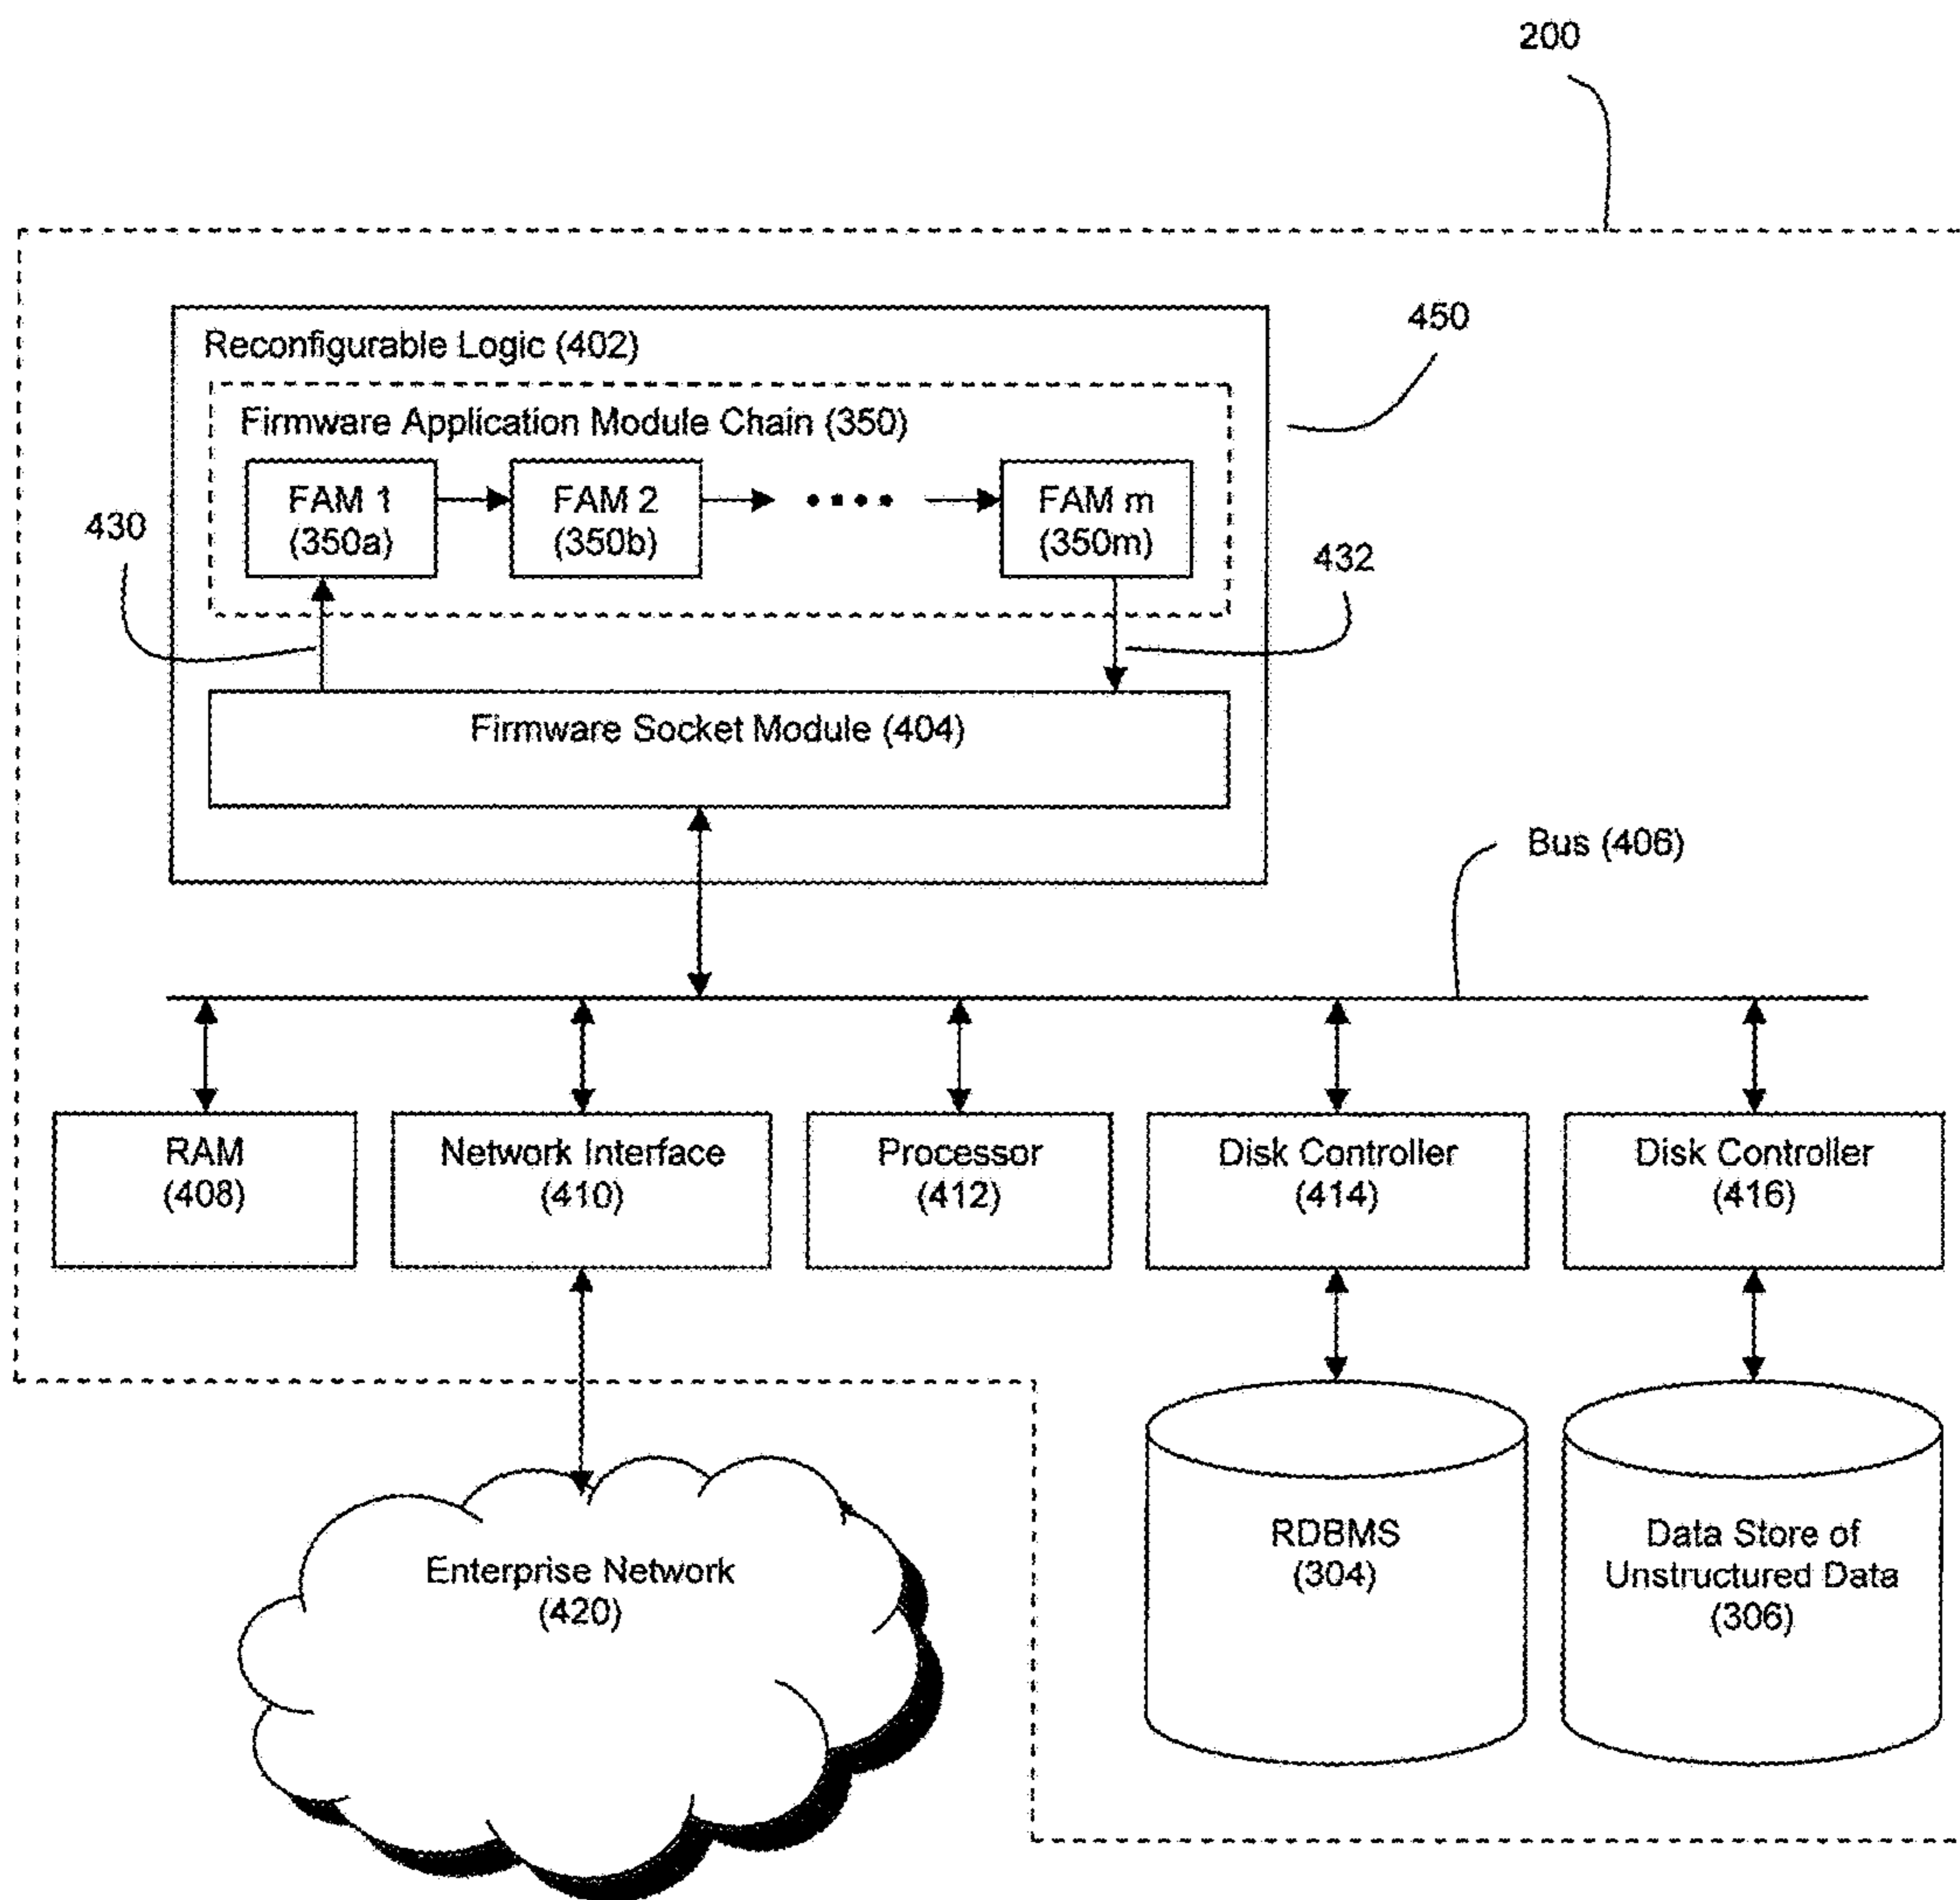 200
450
Reconfigurable Logic (402)
Firmware Application Module Chain (350)
FAM 1
(350a)
FAM 2
(350b)
....
FAM m
(350m)
430
432
Firmware Socket Module (404)
Bus (406)
RAM
(408)
Network Interface
(410)
Processor
(412)
Disk Controller
(414)
Disk Controller
(416)
Enterprise Network
(420)
RDBMS
(304)
Data Store of
Unstructured Data
(306)